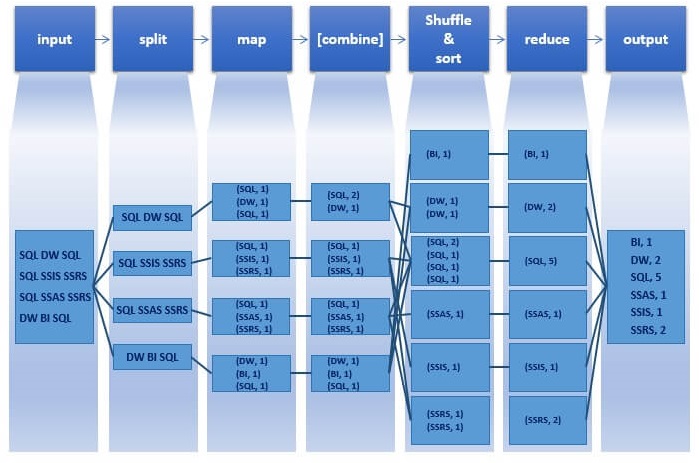 input
split
map
[combine]
Shuffle
&
sort
reduce
output
SQL DW SQL
SQL SSIS SSRS
SQL SSAS SSRS
DW BI SQL
SQL DW SQL
SQL SSIS SSRS
SQL SSAS SSRS
DW BI SQL
(SQL, 1)
(DW, 1)
(SQL, 1)
(SQL, 1)
(SSIS, 1)
(SSRS, 1)
(SQL, 1)
(SSAS, 1)
(SSRS, 1)
(DW, 1)
(BI, 1)
(SQL, 1)
(SQL, 2)
(DW, 1)
(SQL, 1)
(SSIS, 1)
(SSRS, 1)
(SQL, 1)
(SSAS, 1)
(SSRS, 1)
(DW, 1)
(BI, 1)
(SQL, 1)
(BI, 1)
(DW, 1)
(DW, 1)
(SQL, 2)
(SQL, 1)
(SQL, 1)
(SQL, 1)
(SSAS, 1)
(SSIS, 1)
(SSRS, 1)
(SSRS, 1)
(BI, 1)
(DW, 2)
(SQL, 5)
(SSAS, 1)
(SSIS, 1)
(SSRS, 2)
BI, 1
DW, 2
SQL, 5
SSAS, 1
SSIS, 1
SSRS, 2